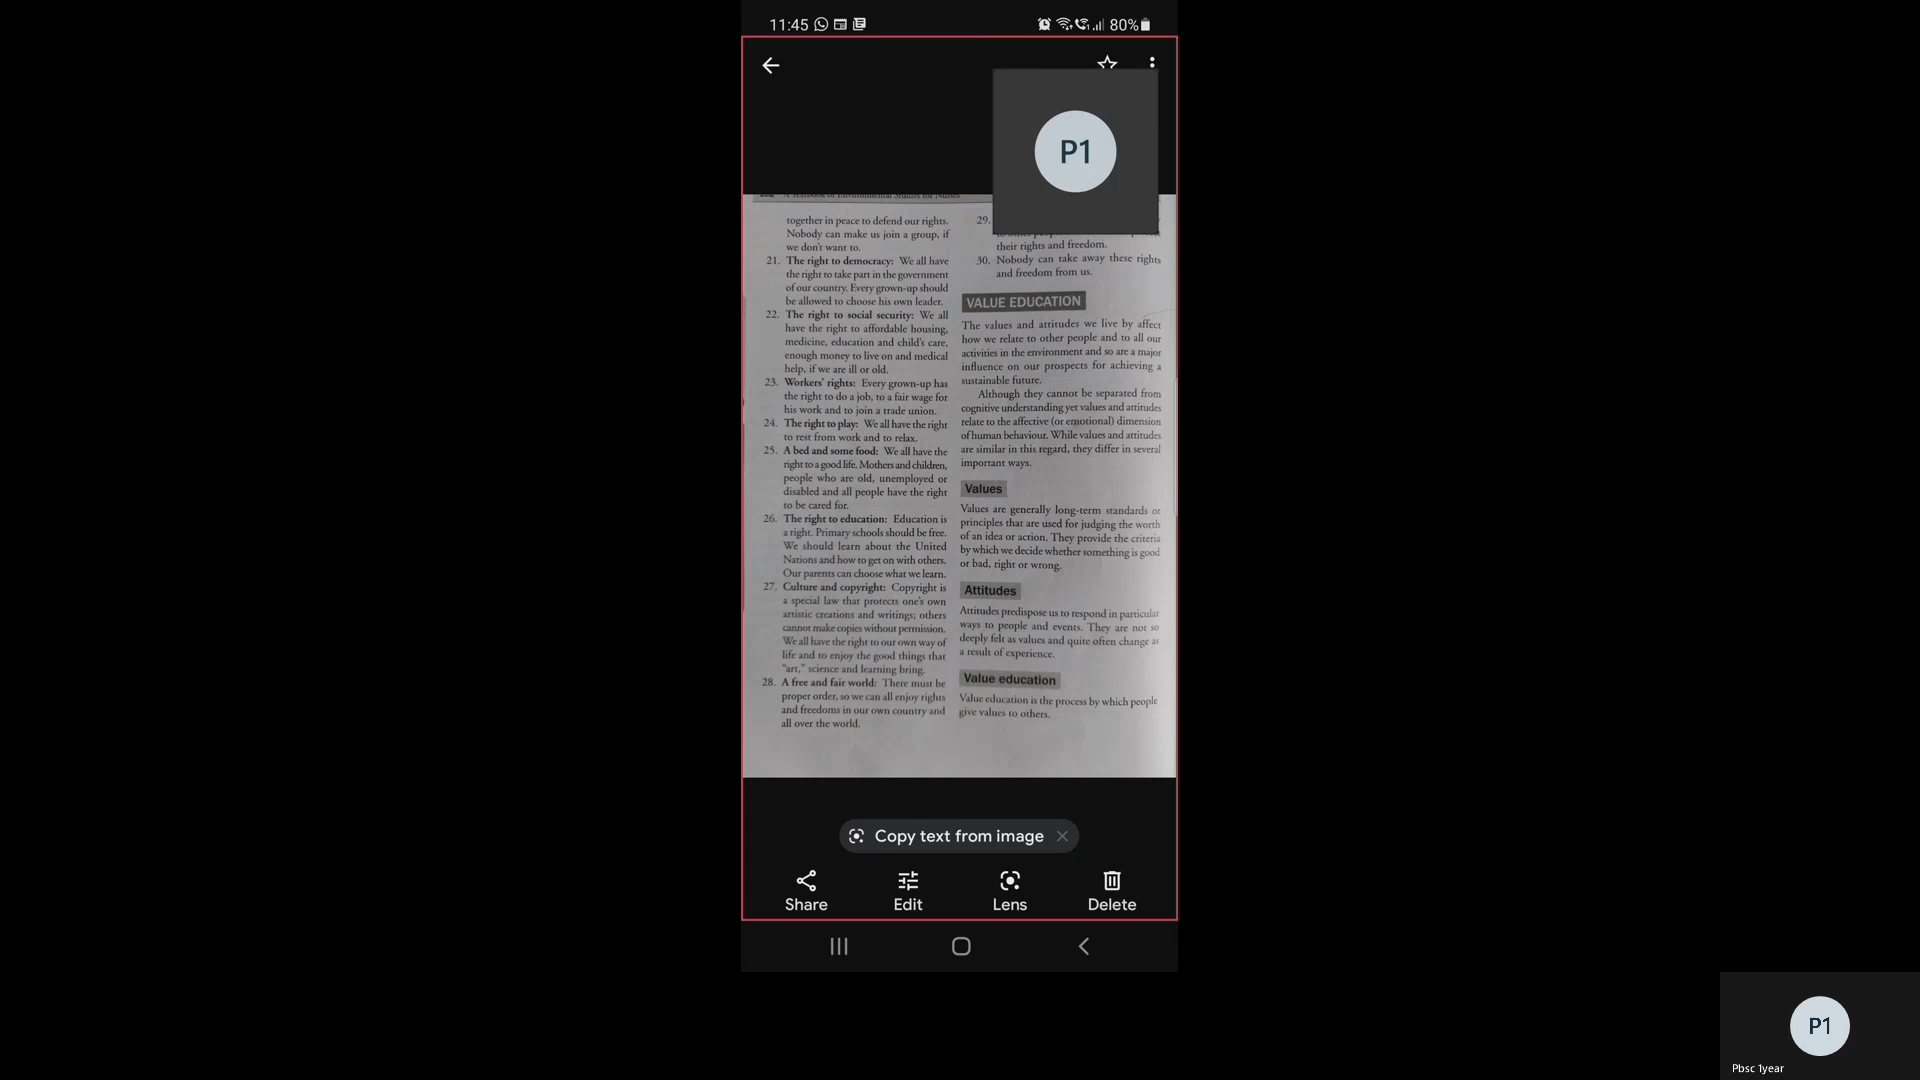 11:45
80%
P1
A Textbook of Environmental Studies for Nurses
together in peace to defend our rights.
Nobody can make us join a group, if
we don't want to.
21. The right to democracy: We all have
the right to take part in the government
of our country. Every grown-up should
be allowed to choose his own leader.
22. The right to social security: We all
have the right to affordable housing,
medicine, education and child's care,
enough money to live on and medical
help, if we are ill or old.
23. Workers' rights: Every grown-up has
the right to do a job, to a fair wage for
his work and to join a trade union.
24. The right to play: We all have the right
to rest from work and to relax.
25. A bed and some food: We all have the
right to a good life. Mothers and children,
people who are old, unemployed or
disabled and all people have the right
to be cared for.
26. The right to education: Education is
a right. Primary schools should be free.
We should learn about the United
Nations and how to get on with others.
Our parents can choose what we learn.
27. Culture and copyright: Copyright is
a special law that protects one's own
artistic creations and writings; others
cannot make copies without permission.
We all have the right to our own way of
life and to enjoy the good things that
"art," science and learning bring.
28. A free and fair world: There must be
proper order, so we can all enjoy rights
and freedoms in our own country and
all over the world.
29.
their rights and freedom.
30. Nobody can take away these rights
and freedom from us.
VALUE EDUCATION
The values and attitudes we live by affect
how we relate to other people and to all our
activities in the environment and so are a major
influence on our prospects for achieving a
sustainable future.
Although they cannot be separated from
cognitive understanding yet values and attitudes
relate to the affective (or emotional) dimension
of human behaviour. While values and attitudes
are similar in this regard, they differ in several
important ways.
Values
Values are generally long-term standards or
principles that are used for judging the worth
of an idea or action. They provide the criteria
by which we decide whether something is good
or bad, right or wrong.
Attitudes
Attitudes predispose us to respond in particular
ways to people and events. They are not so
deeply felt as values and quite often change as
a result of experience.
Value education
Value education is the process by which people
give values to others.
Copy text from image
Share
Edit
Lens
Delete
P1
Pbsc 1year